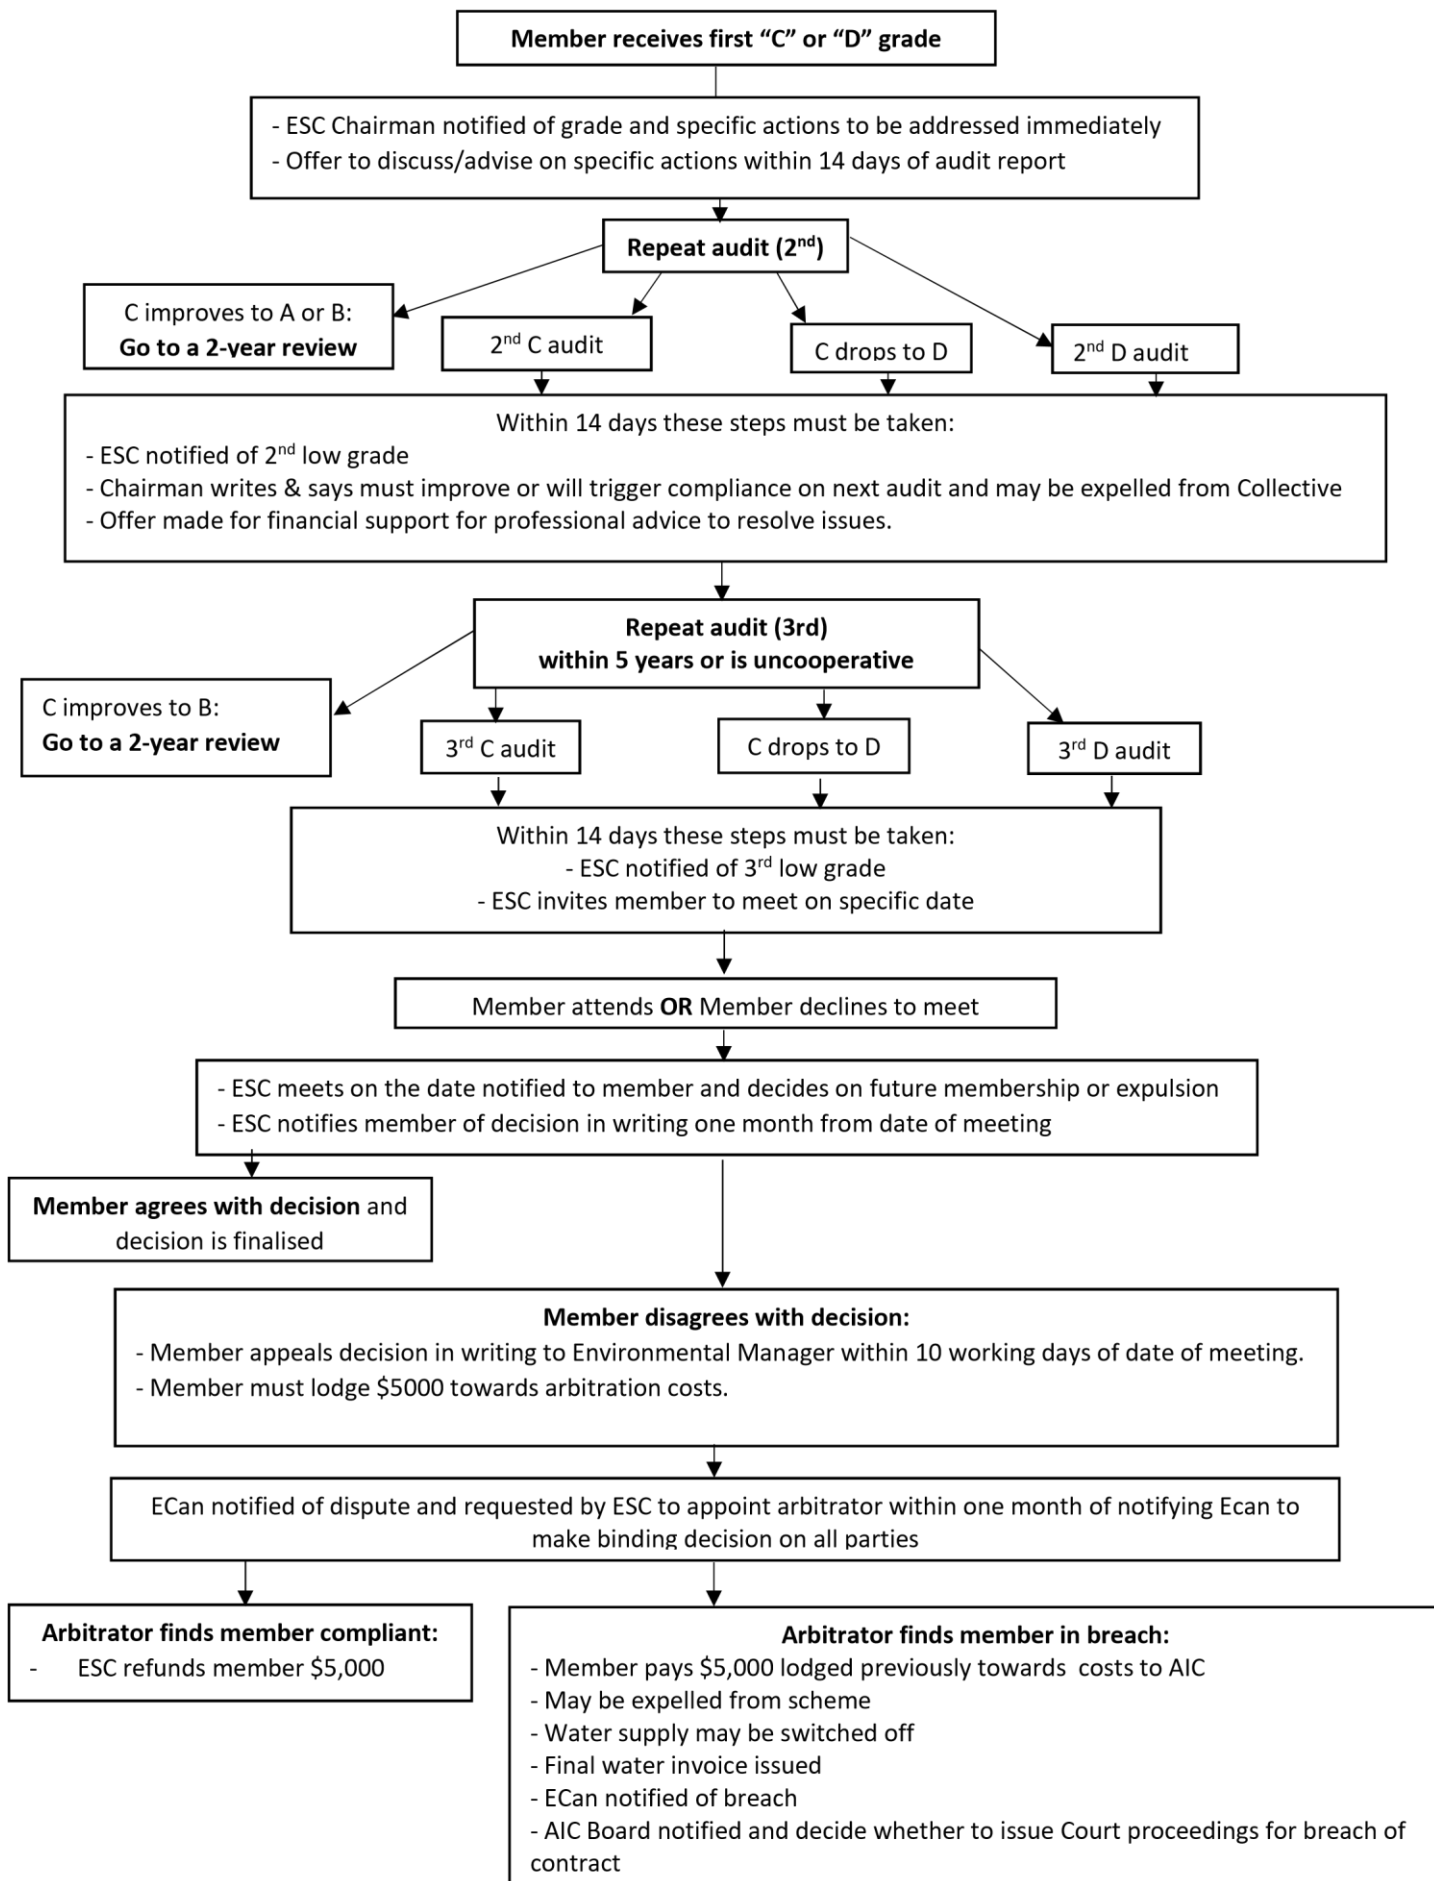 Member receives first “C” or “D” grade
- ESC Chairman notified of grade and specific actions to be addressed immediately
- Offer to discuss/advise on specific actions within 14 days of audit report
Repeat audit (2nd)
C improves to A or B:
Go to a 2-year review
2nd C audit
C drops to D
2nd D audit
Within 14 days these steps must be taken:
- ESC notified of 2nd low grade
- Chairman writes & says must improve or will trigger compliance on next audit and may be expelled from Collective
- Offer made for financial support for professional advice to resolve issues.
Repeat audit (3rd)
within 5 years or is uncooperative
C improves to B:
Go to a 2-year review
3rd C audit
C drops to D
3rd D audit
Within 14 days these steps must be taken:
- ESC notified of 3rd low grade
- ESC invites member to meet on specific date
Member attends OR Member declines to meet
- ESC meets on the date notified to member and decides on future membership or expulsion
- ESC notifies member of decision in writing one month from date of meeting
Member agrees with decision and
decision is finalised
Member disagrees with decision:
- Member appeals decision in writing to Environmental Manager within 10 working days of date of meeting.
- Member must lodge $5000 towards arbitration costs.
ECan notified of dispute and requested by ESC to appoint arbitrator within one month of notifying Ecan to
make binding decision on all parties
Arbitrator finds member compliant:
- ESC refunds member $5,000
Arbitrator finds member in breach:
- Member pays $5,000 lodged previously towards costs to AIC
- May be expelled from scheme
- Water supply may be switched off
- Final water invoice issued
- ECan notified of breach
- AIC Board notified and decide whether to issue Court proceedings for breach of
contract